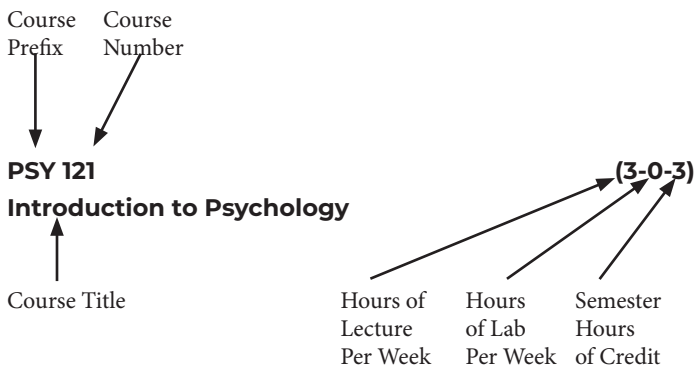 Course Course
Prefix Number
PSY 121 (3-0-3)
Introduction to Psychology
Course Title
Hours of Hours Semester
Lecture of Lab Hours
Per Week Per Week of Credit